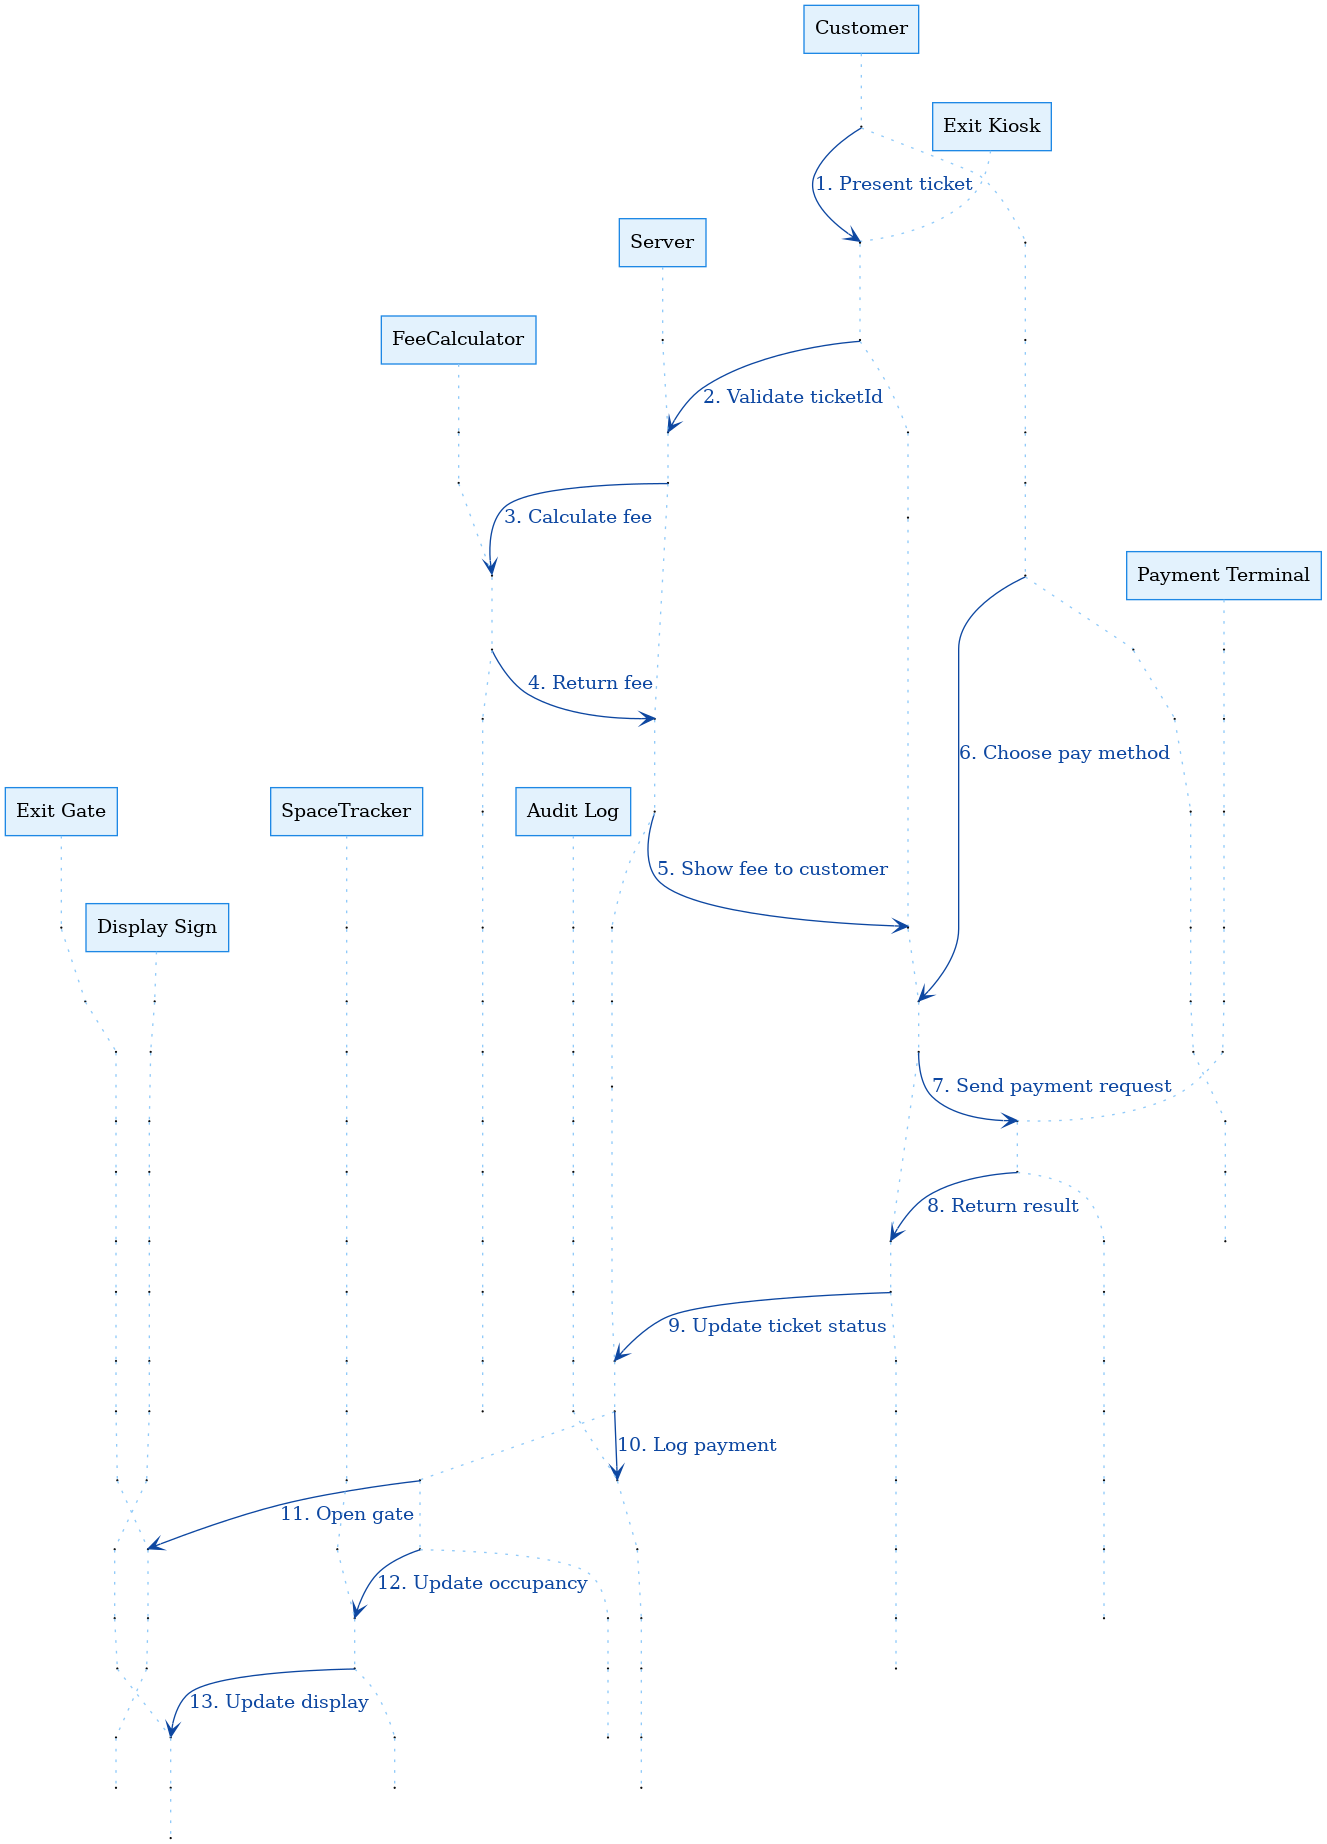 Customer
Exit Kiosk
1. Present ticket
Server
FeeCalculator
2. Validate ticketId
3. Calculate fee
Payment Terminal
4. Return fee
6. Choose pay method
Exit Gate
SpaceTracker
Audit Log
5. Show fee to customer
Display Sign
7. Send payment request
8. Return result
9. Update ticket status
10. Log payment
11. Open gate
12. Update occupancy
13. Update display